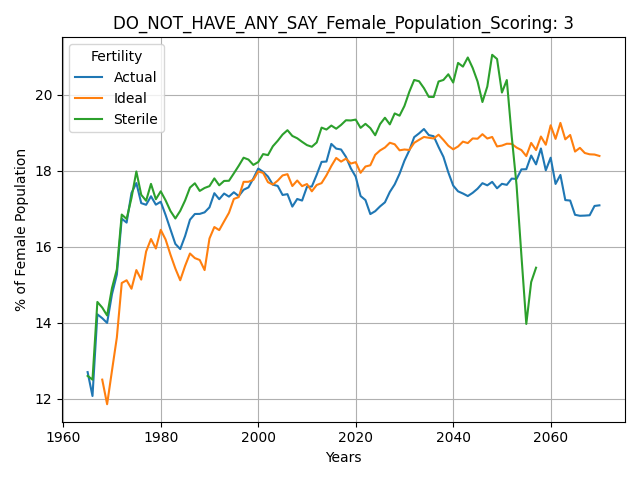 DO_NOT_HAVE_ANY_SAY_Female_Population_Scoring: 3
Fertility
Actual
Ideal
Sterile
% of Female Population
20
18
16
14
12
1960
1980
2000
2020
2040
2060
Years